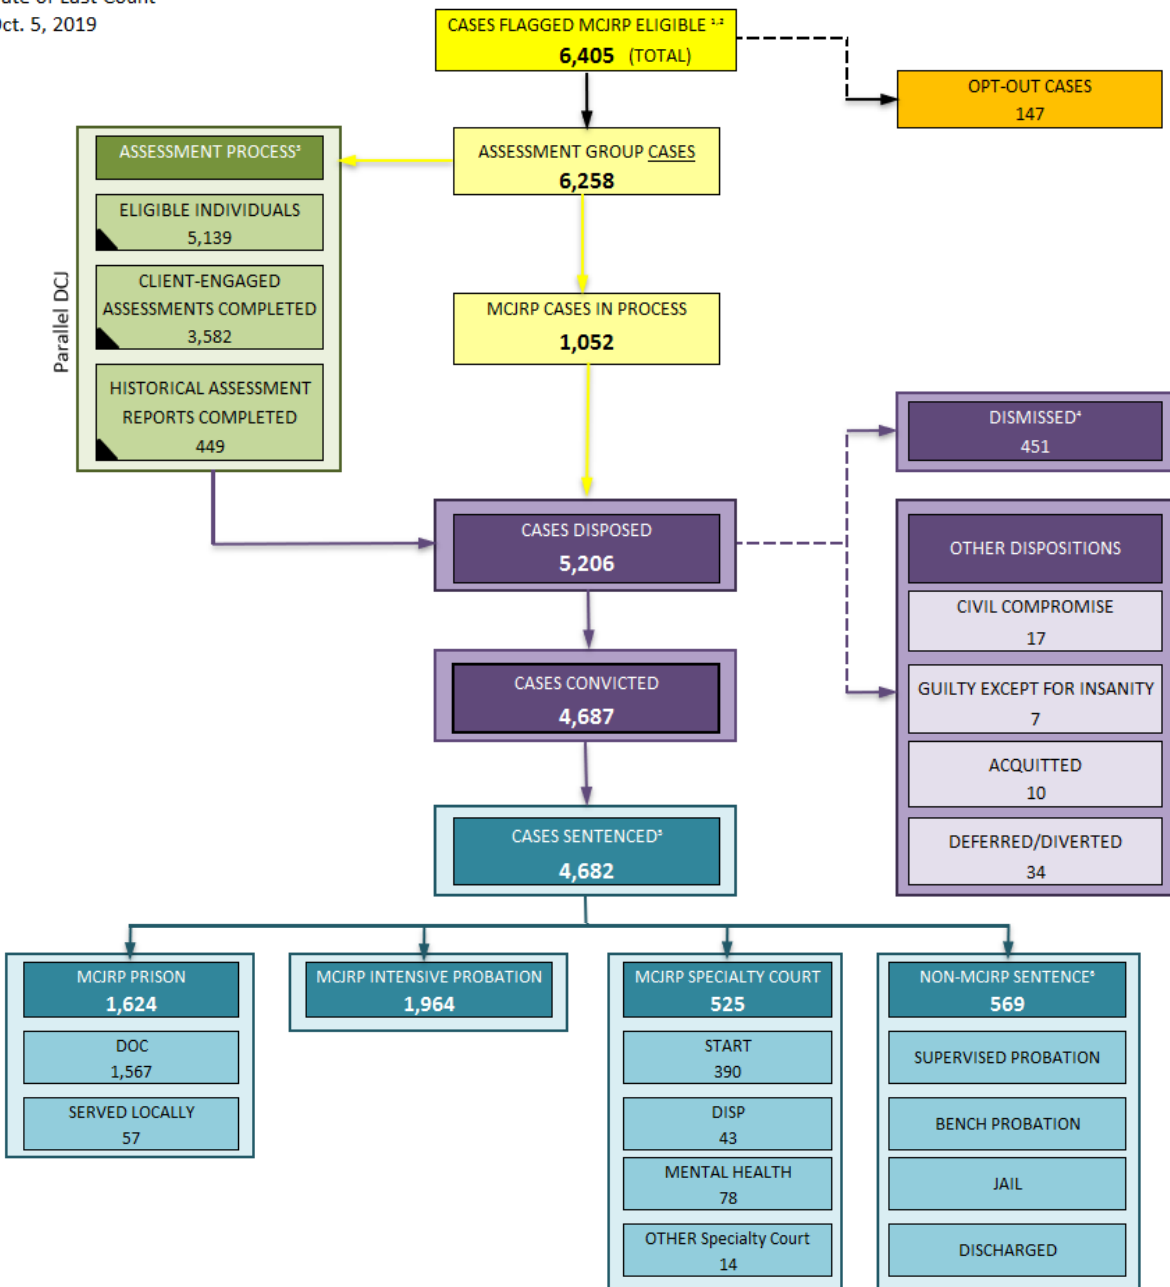 Date of Last Count
Oct. 5, 2019
CASES FLAGGED MCJRP ELIGIBLE ¹,²
6,405 (TOTAL)
OPT-OUT CASES
147
ASSESSMENT GROUP CASES
6,258
Parallel DCJ
ASSESSMENT PROCESS³
ELIGIBLE INDIVIDUALS
5,139
CLIENT-ENGAGED
ASSESSMENTS COMPLETED
3,582
HISTORICAL ASSESSMENT
REPORTS COMPLETED
449
MCJRP CASES IN PROCESS
1,052
CASES DISPOSED
5,206
DISMISSED⁴
451
OTHER DISPOSITIONS
CIVIL COMPROMISE
17
GUILTY EXCEPT FOR INSANITY
7
ACQUITTED
10
DEFERRED/DIVERTED
34
CASES CONVICTED
4,687
CASES SENTENCED⁵
4,682
MCJRP PRISON
1,624
DOC
1,567
SERVED LOCALLY
57
MCJRP INTENSIVE PROBATION
1,964
MCJRP SPECIALTY COURT
525
START
390
DISP
43
MENTAL HEALTH
78
OTHER Specialty Court
14
NON-MCJRP SENTENCE⁶
569
SUPERVISED PROBATION
BENCH PROBATION
JAIL
DISCHARGED